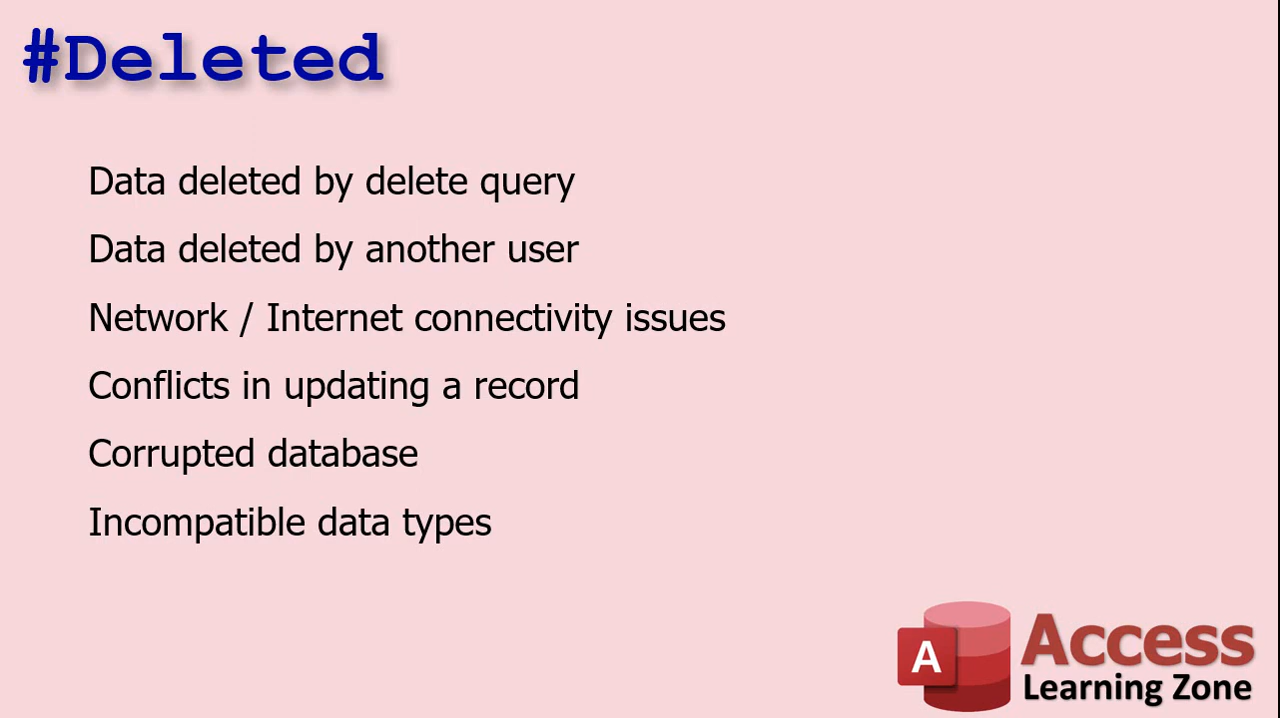 #Deleted
Data deleted by delete query
Data deleted by another user
Network / Internet connectivity issues
Conflicts in updating a record
Corrupted database
Incompatible data types
A
Access
Learning Zone